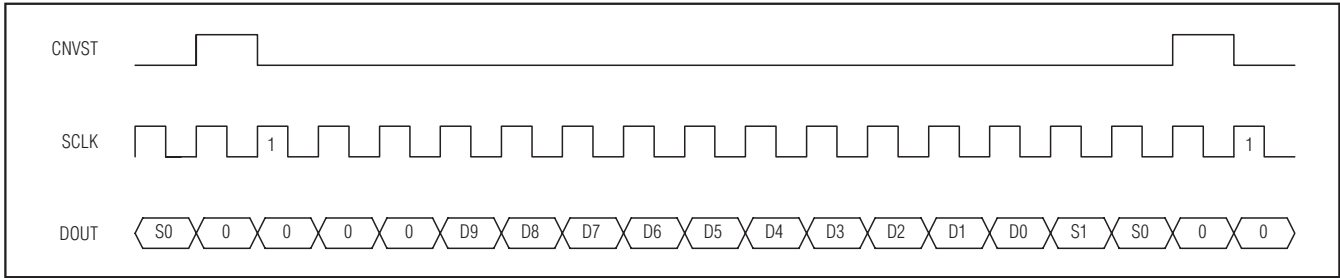 CNVST
SCLK 1 1
DOUT S0 0 0 0 0 D9 D8 D7 D6 D5 D4 D3 D2 D1 D0 S1 S0 0 0